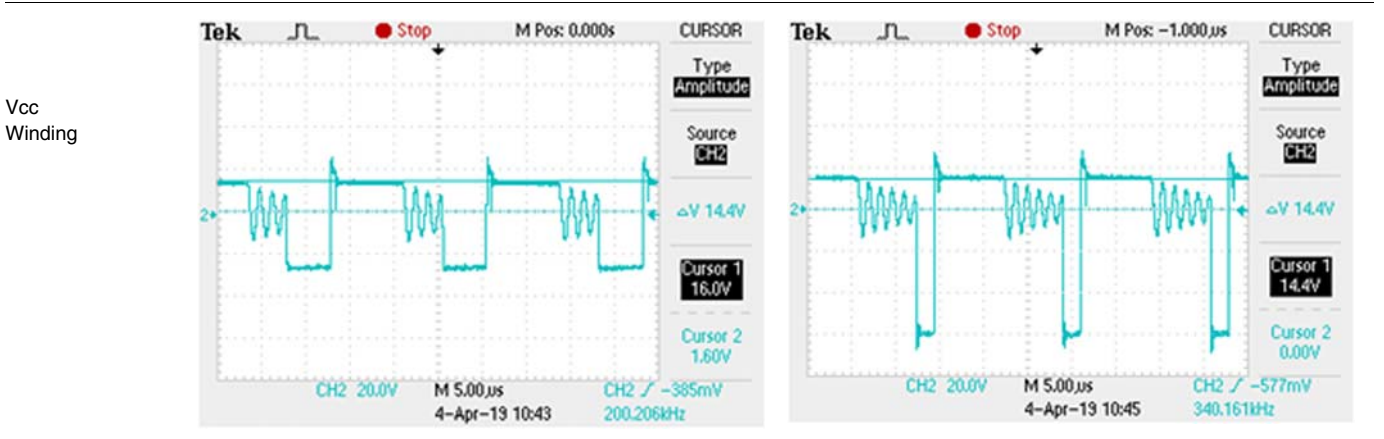 Vcc
Winding
Tek Stop M Pos: 0.000s CURSOR
Type
Amplitude
Source
CH2
△V 14.4V
Cursor 1
16.0V
Cursor 2
1.60V
2
CH2 20.0V M 5.00µs CH2 ∫ -385mV
4-Apr-19 10:43 200.206kHz
Tek Stop M Pos: -1.000µs CURSOR
Type
Amplitude
Source
CH2
△V 14.4V
Cursor 1
14.4V
Cursor 2
0.00V
2
CH2 20.0V M 5.00µs CH2 ∫ -577mV
4-Apr-19 10:45 340.161kHz